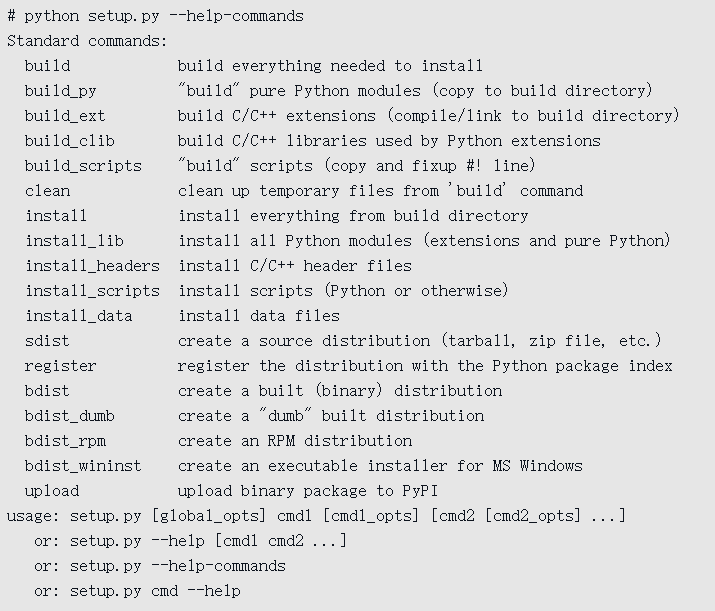 # python setup.py --help-commands
Standard commands:
  build            build everything needed to install
  build_py         "build" pure Python modules (copy to build directory)
  build_ext        build C/C++ extensions (compile/link to build directory)
  build_clib       build C/C++ libraries used by Python extensions
  build_scripts    "build" scripts (copy and fixup #! line)
  clean            clean up temporary files from 'build' command
  install          install everything from build directory
  install_lib      install all Python modules (extensions and pure Python)
  install_headers  install C/C++ header files
  install_scripts  install scripts (Python or otherwise)
  install_data     install data files
  sdist            create a source distribution (tarball, zip file, etc.)
  register         register the distribution with the Python package index
  bdist            create a built (binary) distribution
  bdist_dumb       create a "dumb" built distribution
  bdist_rpm        create an RPM distribution
  bdist_wininst    create an executable installer for MS Windows
  upload           upload binary package to PyPI
usage: setup.py [global_opts] cmd1 [cmd1_opts] [cmd2 [cmd2_opts] ...]
   or: setup.py --help [cmd1 cmd2 ...]
   or: setup.py --help-commands
   or: setup.py cmd --help